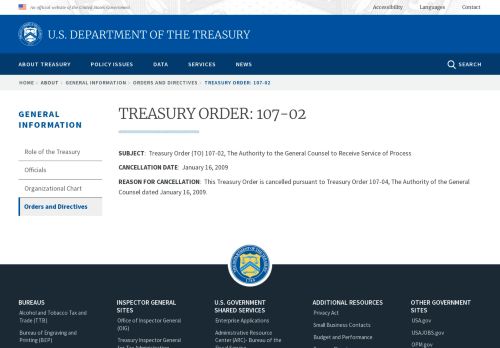 An official website of the United States Government
Accessibility Languages Contact
U.S. DEPARTMENT OF THE TREASURY
ABOUT TREASURY POLICY ISSUES DATA SERVICES NEWS SEARCH
HOME › ABOUT › GENERAL INFORMATION › ORDERS AND DIRECTIVES › TREASURY ORDER: 107-02
GENERAL
INFORMATION
Role of the Treasury
Officials
Organizational Chart
Orders and Directives
TREASURY ORDER: 107-02
SUBJECT: Treasury Order (TO) 107-02, The Authority to the General Counsel to Receive Service of Process
CANCELLATION DATE: January 16, 2009
REASON FOR CANCELLATION: This Treasury Order is cancelled pursuant to Treasury Order 107-04, The Authority of the General
Counsel dated January 16, 2009.
BUREAUS
Alcohol and Tobacco Tax and
Trade (TTB)
Bureau of Engraving and
Printing (BEP)
INSPECTOR GENERAL
SITES
Office of Inspector General
(OIG)
Treasury Inspector General
U.S. GOVERNMENT
SHARED SERVICES
Enterprise Applications
Administrative Resource
Center (ARC)- Bureau of the
ADDITIONAL RESOURCES
Privacy Act
Small Business Contacts
Budget and Performance
OTHER GOVERNMENT
SITES
USA.gov
USAJOBS.gov
OPM.gov